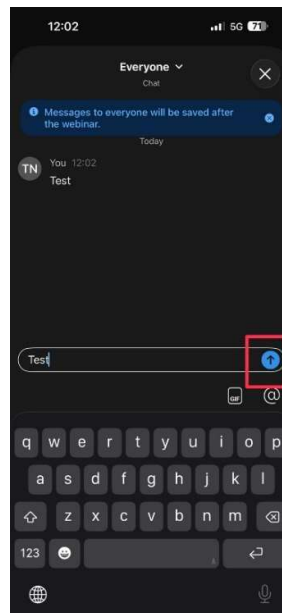 12:02
5G 71
Everyone
Chat
Messages to everyone will be saved after
the webinar.
Today
TN
You 12:02
Test
Test
GIF
@
q w e r t y u i o p
a s d f g h j k l
z x c v b n m
123